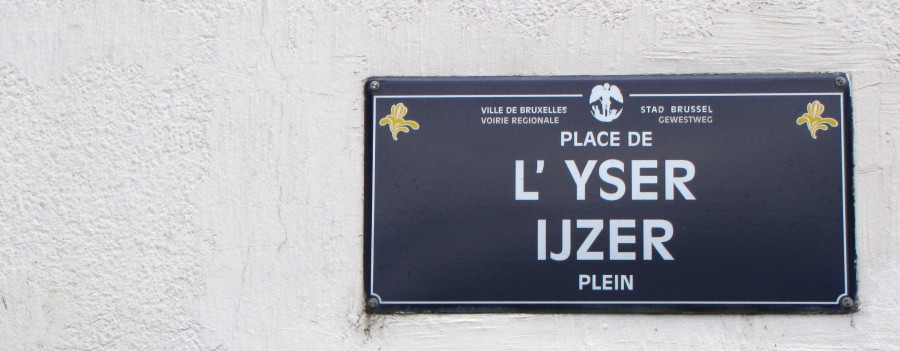 VILLE DE BRUXELLES STAD BRUSSEL
VOIRIE REGIONALE GEWESTWEG
PLACE DE
L' YSER
IJZER
PLEIN